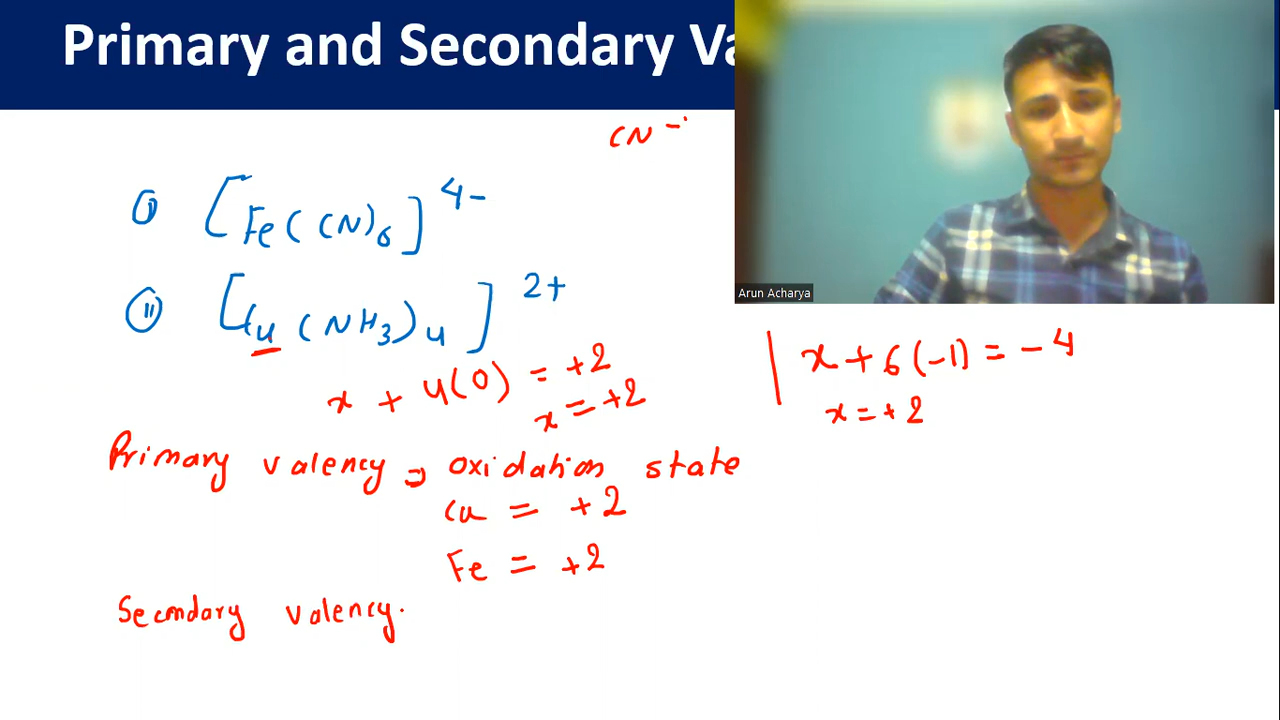 Primary and Secondary Va
CN -1
(i) [Fe(CN)6]4-
(ii) [Cu(NH3)4]2+
x + 4(0) = +2
x = +2
Arun Acharya
x + 6(-1) = -4
x = +2
Primary valency → oxidation state
Cu = +2
Fe = +2
Secondary valency.